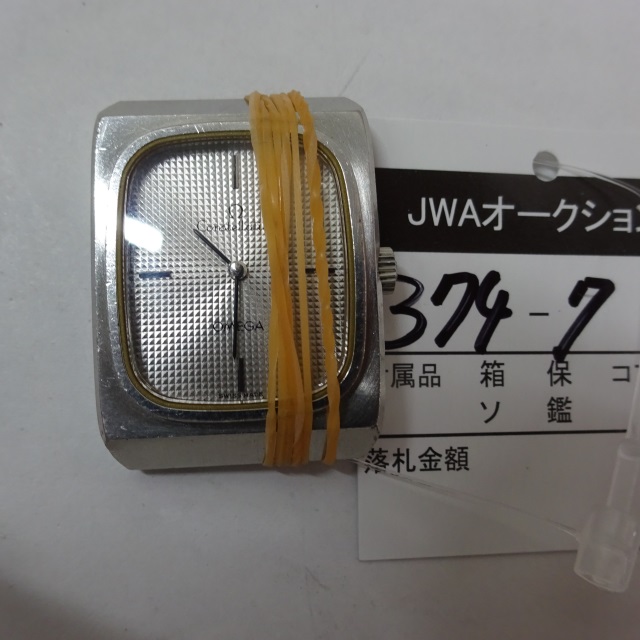 Ω
OMEGA
JWAオークション
374-7
属品 箱 保 コ
ソ 鑑
落札金額